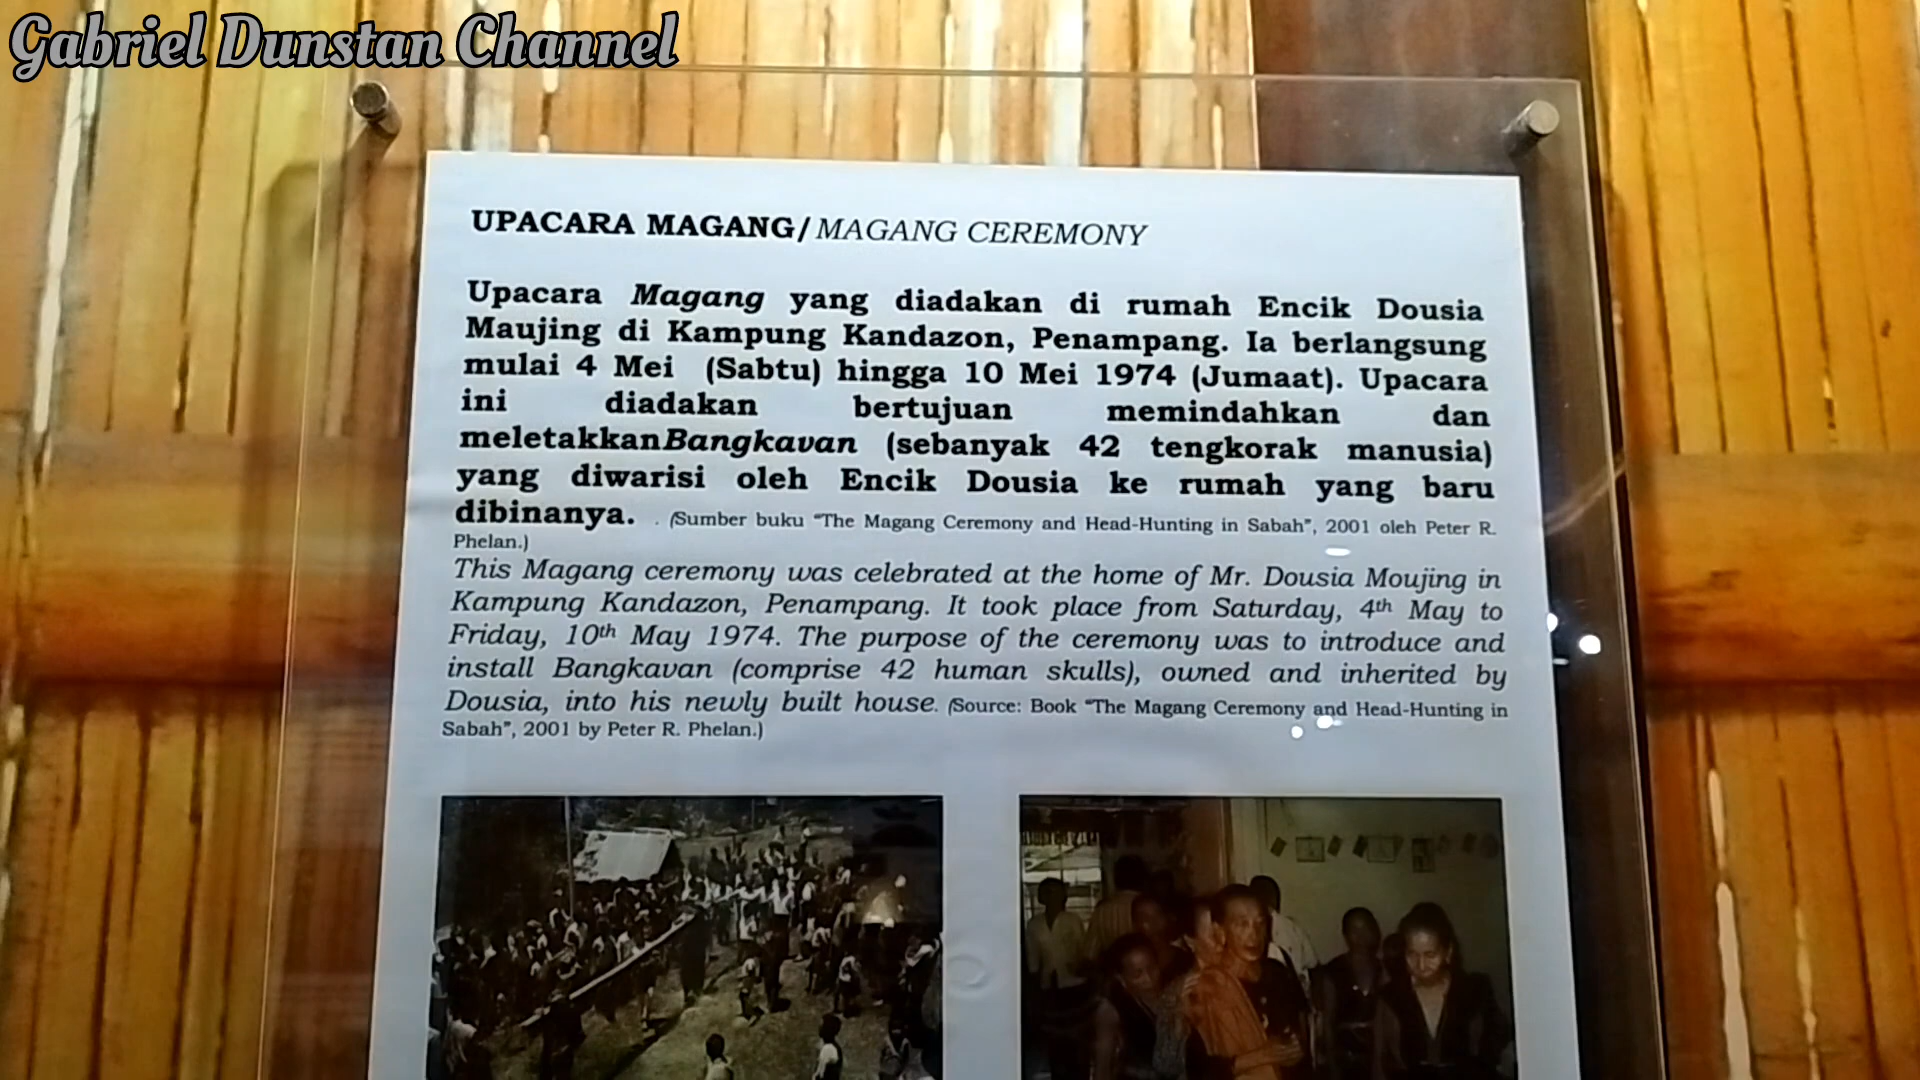 Gabriel Dunstan Channel
UPACARA MAGANG/MAGANG CEREMONY
Upacara Magang yang diadakan di rumah Encik Dousia
Maujing di Kampung Kandazon, Penampang. Ia berlangsung
mulai 4 Mei (Sabtu) hingga 10 Mei 1974 (Jumaat). Upacara
ini diadakan bertujuan memindahkan dan
meletakkanBangkavan (sebanyak 42 tengkorak manusia)
yang diwarisi oleh Encik Dousia ke rumah yang baru
dibinanya. . (Sumber buku “The Magang Ceremony and Head-Hunting in Sabah”, 2001 oleh Peter R.
Phelan.)
This Magang ceremony was celebrated at the home of Mr. Dousia Moujing in
Kampung Kandazon, Penampang. It took place from Saturday, 4th May to
Friday, 10th May 1974. The purpose of the ceremony was to introduce and
install Bangkavan (comprise 42 human skulls), owned and inherited by
Dousia, into his newly built house. (Source: Book “The Magang Ceremony and Head-Hunting in
Sabah”, 2001 by Peter R. Phelan.)